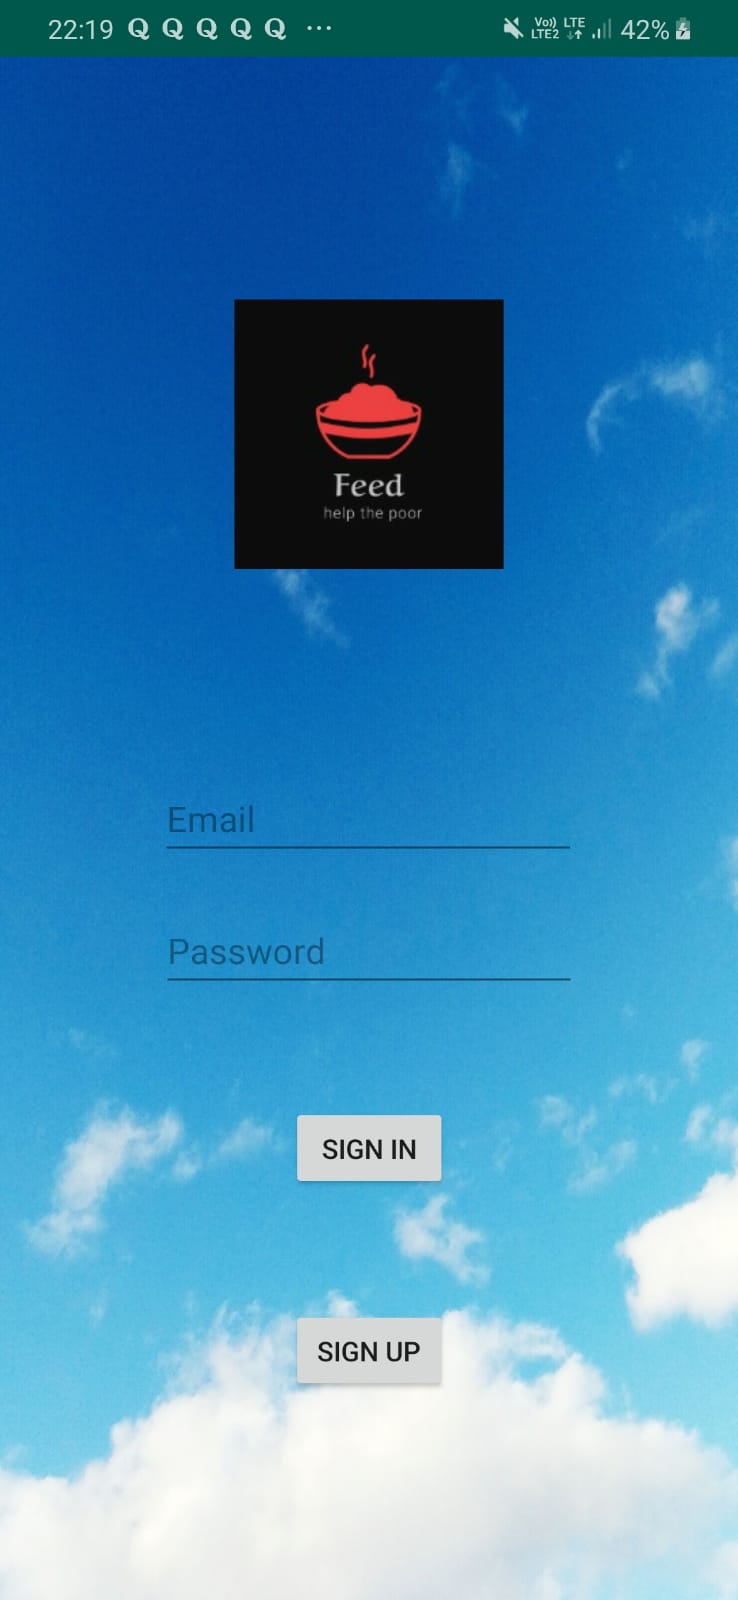 22:19 Q Q Q Q Q ... Vo)) LTE LTE2 42%
Feed
help the poor
Email
Password
SIGN IN
SIGN UP